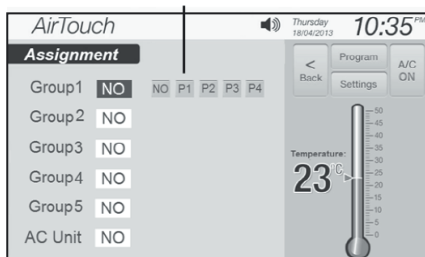 AirTouch
Thursday
18/04/2013
10:35 PM
Assignment
< Back
Program
Settings
A/C ON
Group1 NO NO P1 P2 P3 P4
Group2 NO
Group3 NO
Group4 NO
Group5 NO
AC Unit NO
Temperature:
23°C
50
45
40
35
30
25
20
15
10
5
0